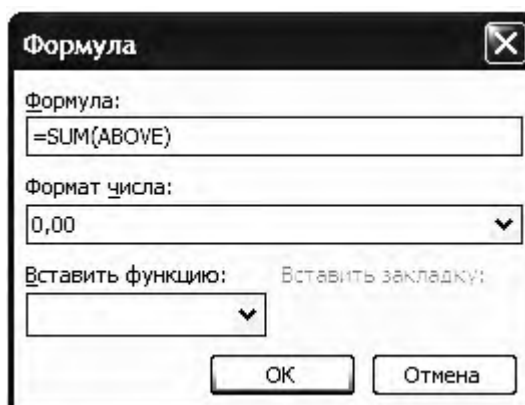 Формула
Формула:
=SUM(ABOVE)
Формат числа:
0,00
Вставить функцию: Вставить закладку:
ОК Отмена